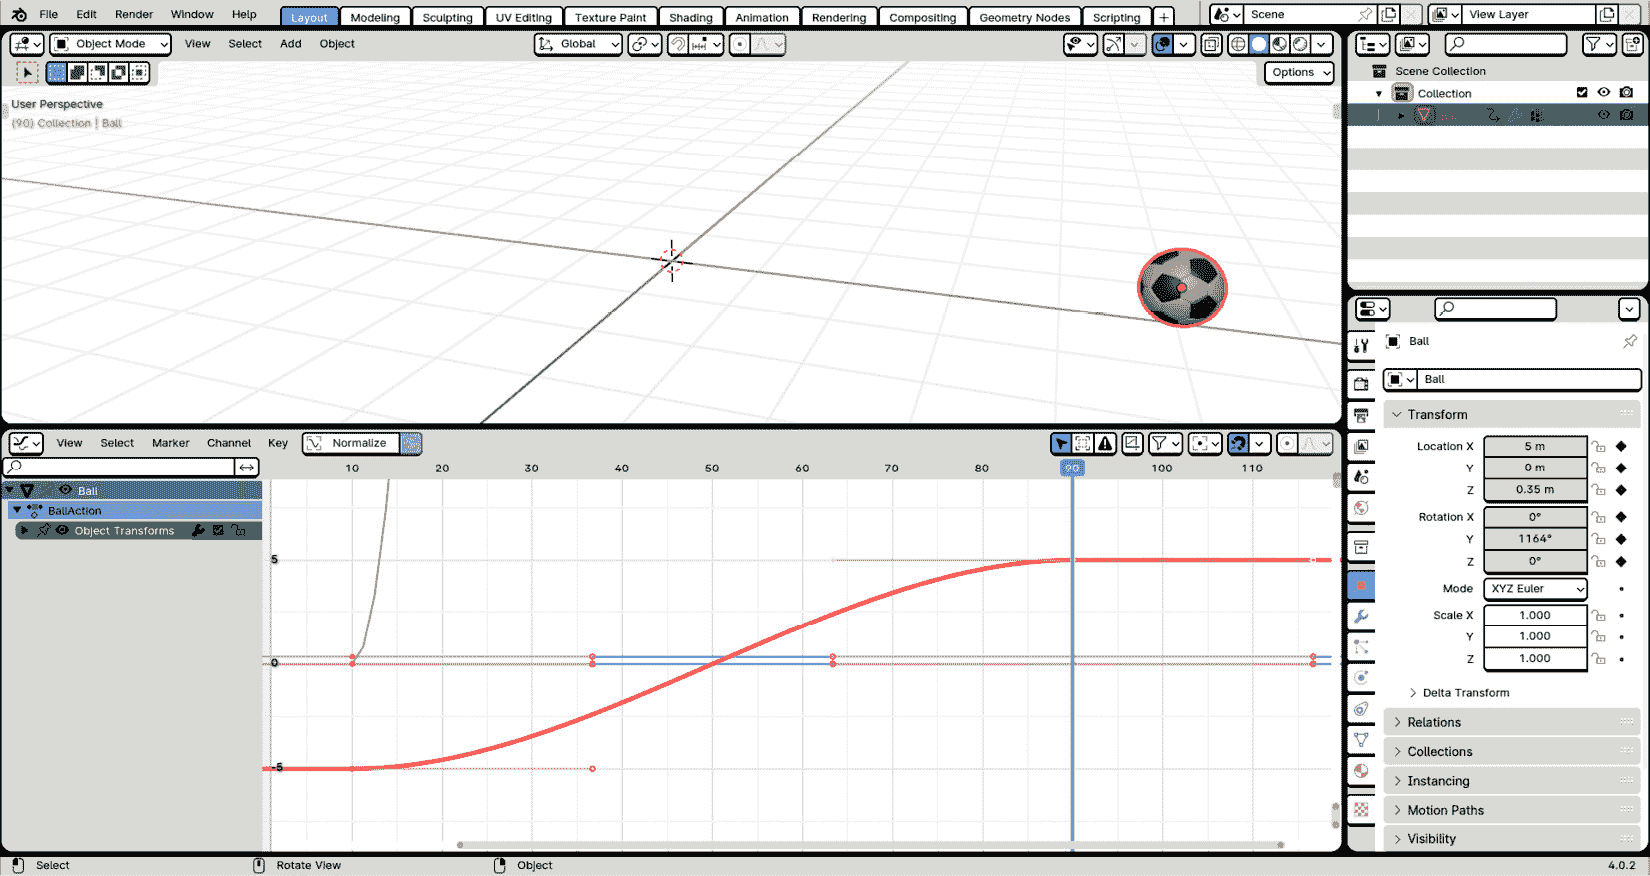 File Edit Render Window Help Layout Modeling Sculpting UV Editing Texture Paint Shading Animation Rendering Compositing Geometry Nodes Scripting + Scene View Layer
Object Mode View Select Add Object Global
Options
User Perspective
(90) Collection | Ball
Scene Collection
Collection
Ball
Ball
Transform
Location X 5 m
Y 0 m
Z 0.35 m
Rotation X 0°
Y 1164°
Z 0°
Mode XYZ Euler
Scale X 1.000
Y 1.000
Z 1.000
Delta Transform
Relations
Collections
Instancing
Motion Paths
Visibility
View Select Marker Channel Key Normalize
10 20 30 40 50 60 70 80 90 100 110
Ball
BallAction
Object Transforms
5
0
-5
Select Rotate View Object 4.0.2